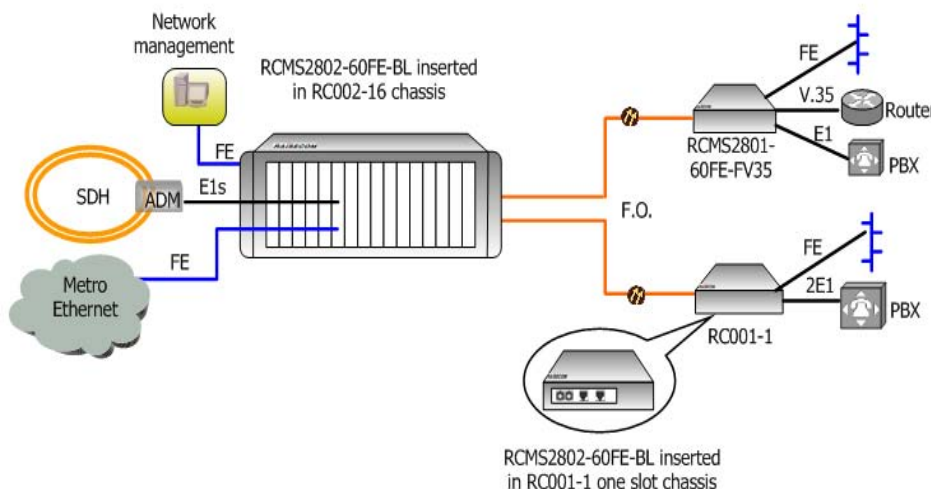 Network
management
RCMS2802-60FE-BL inserted
in RC002-16 chassis
FE
RAISECOM
SDH
ADM
E1s
FE
Metro
Ethernet
F.O.
FE
V.35
Router
E1
PBX
RCMS2801-
60FE-FV35
FE
2E1
PBX
RC001-1
RAISECOM
RCMS2802-60FE-BL inserted
in RC001-1 one slot chassis